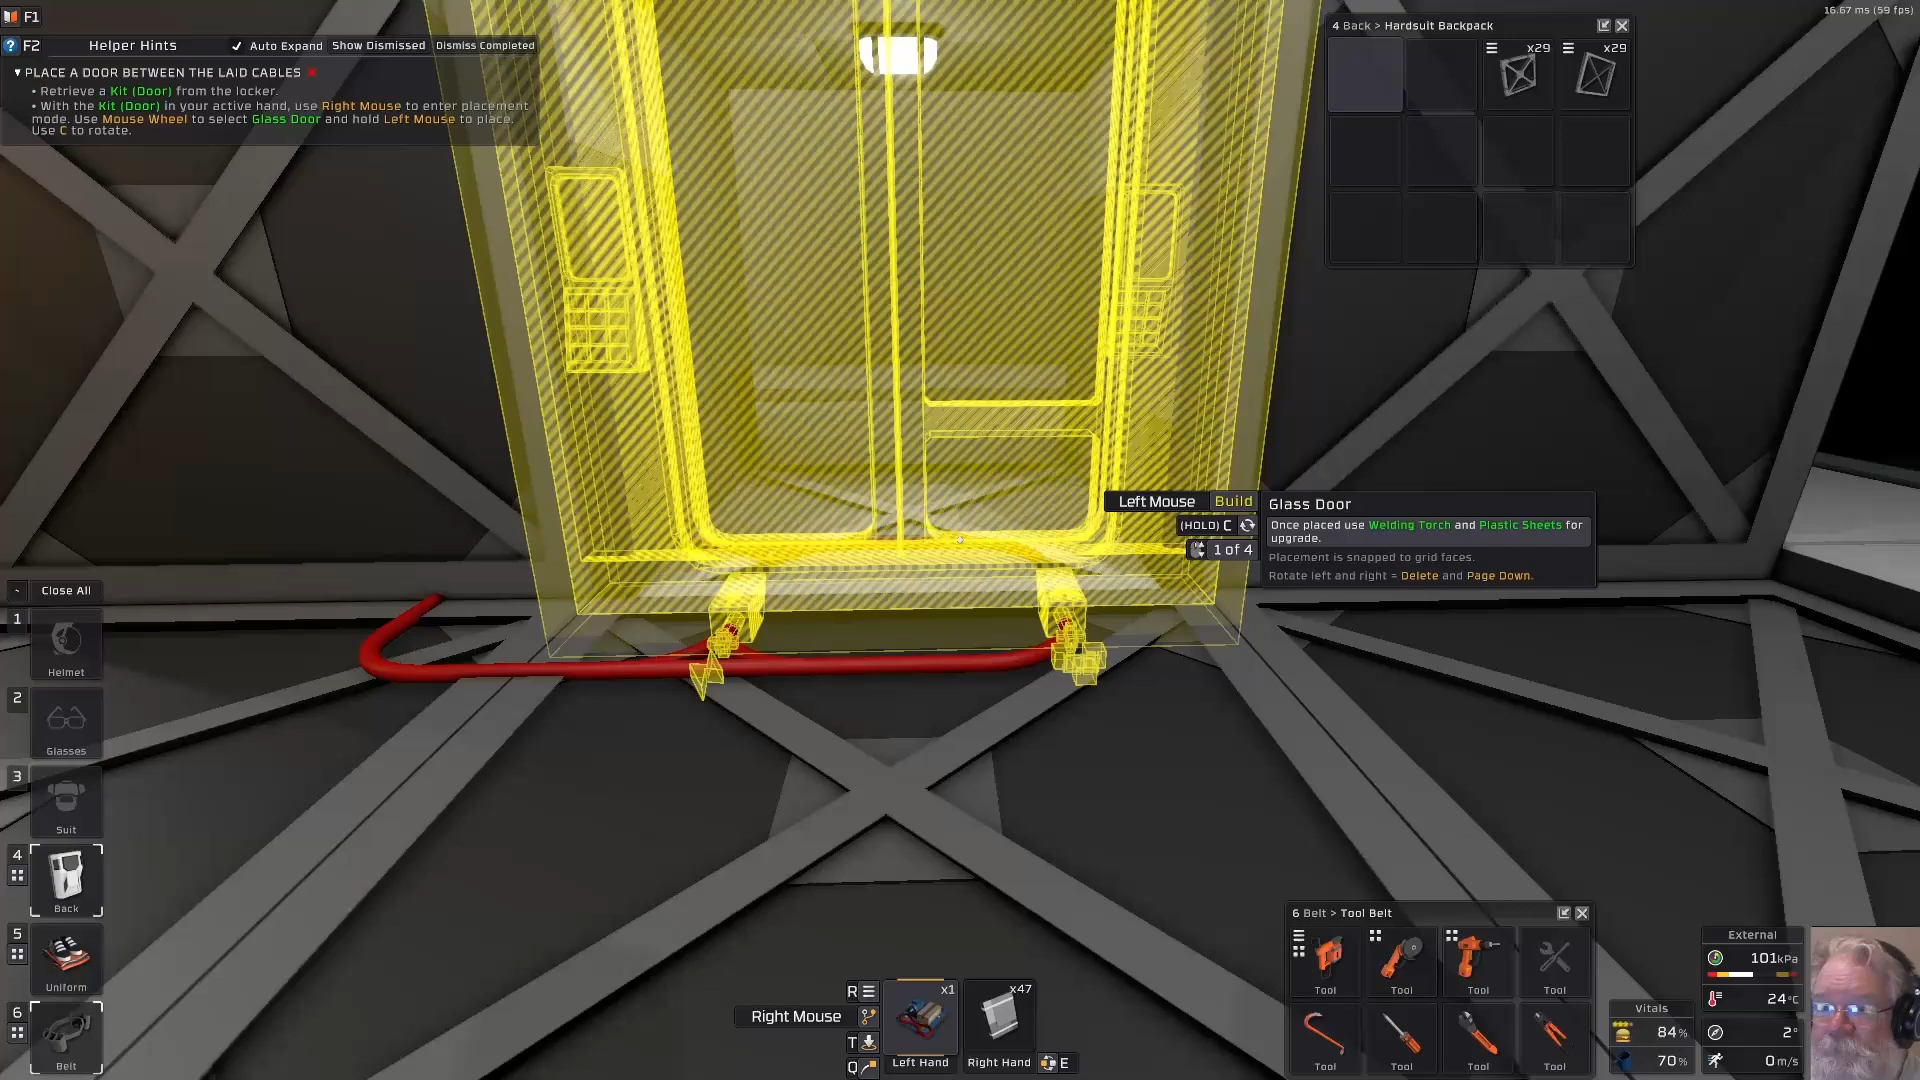 F1
16.67 ms (59 fps)
F2 Helper Hints ✓ Auto Expand Show Dismissed Dismiss Completed
▼ PLACE A DOOR BETWEEN THE LAID CABLES
• Retrieve a Kit (Door) from the locker.
• With the Kit (Door) in your active hand, use Right Mouse to enter placement
mode. Use Mouse Wheel to select Glass Door and hold Left Mouse to place.
Use C to rotate.
4 Back > Hardsuit Backpack
x29
x29
Left Mouse Build
(HOLD) C
1 of 4
Glass Door
Once placed use Welding Torch and Plastic Sheets for
upgrade.
Placement is snapped to grid faces.
Rotate left and right = Delete and Page Down.
~ Close All
1
Helmet
2
Glasses
3
Suit
4
Back
5
Uniform
6
Belt
R
Right Mouse
T
Q
x1
Left Hand
x47
Right Hand
E
6 Belt > Tool Belt
Tool
Tool
Tool
Tool
Tool
Tool
Tool
Tool
Vitals
84%
70%
External
101kPa
24°C
2°
0m/s